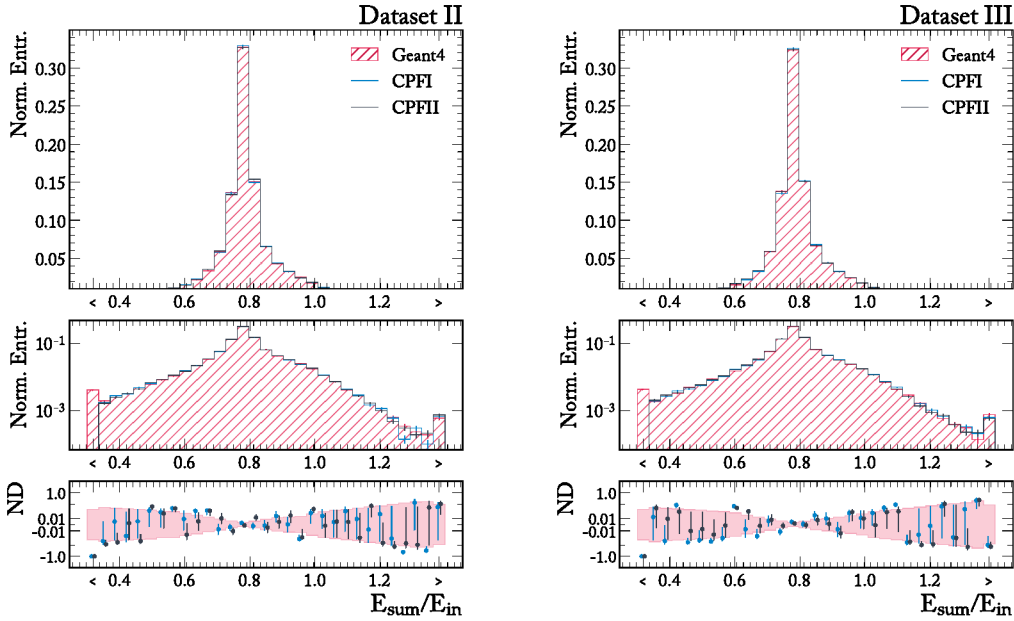 Dataset II
Norm. Entr.
0.30
0.25
0.20
0.15
0.10
0.05
Geant4
CPFI
CPFII
< 0.4 0.6 0.8 1.0 1.2 >
Norm. Entr.
10⁻¹
10⁻³
< 0.4 0.6 0.8 1.0 1.2 >
ND
1.0
-0.01
-0.01
-1.0
< 0.4 0.6 0.8 1.0 1.2 >
E_sum/E_in
Dataset III
Norm. Entr.
0.30
0.25
0.20
0.15
0.10
0.05
Geant4
CPFI
CPFII
< 0.4 0.6 0.8 1.0 1.2 >
Norm. Entr.
10⁻¹
10⁻³
< 0.4 0.6 0.8 1.0 1.2 >
ND
1.0
-0.01
-0.01
-1.0
< 0.4 0.6 0.8 1.0 1.2 >
E_sum/E_in